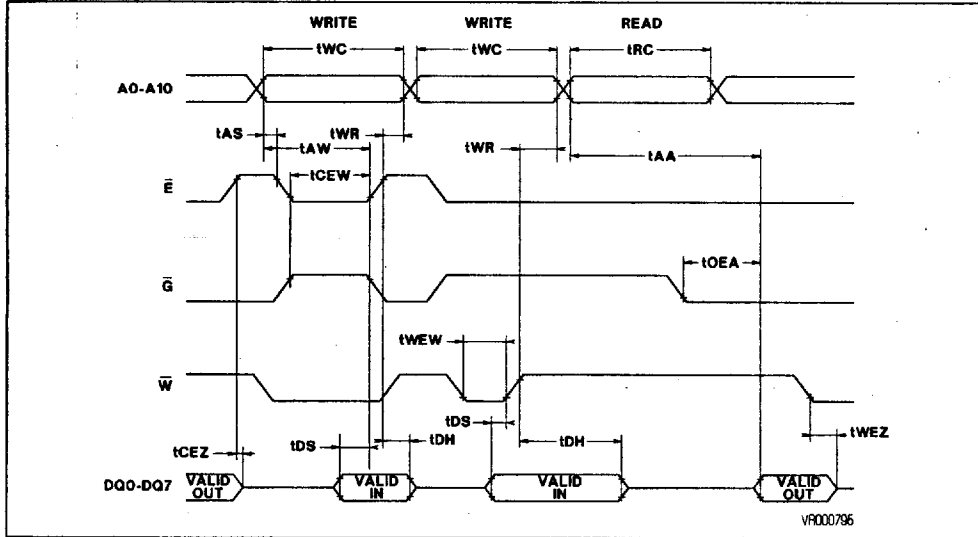 WRITE WRITE READ
tWC tWC tRC
A0-A10
tAS tWR
tAW tWR tAA
tCEW
E
tOEA
G
tWEW
W
tDS tDH tDS tDH tWEZ
tCEZ
DQ0-DQ7 VALID OUT VALID IN VALID IN VALID OUT
VR000795